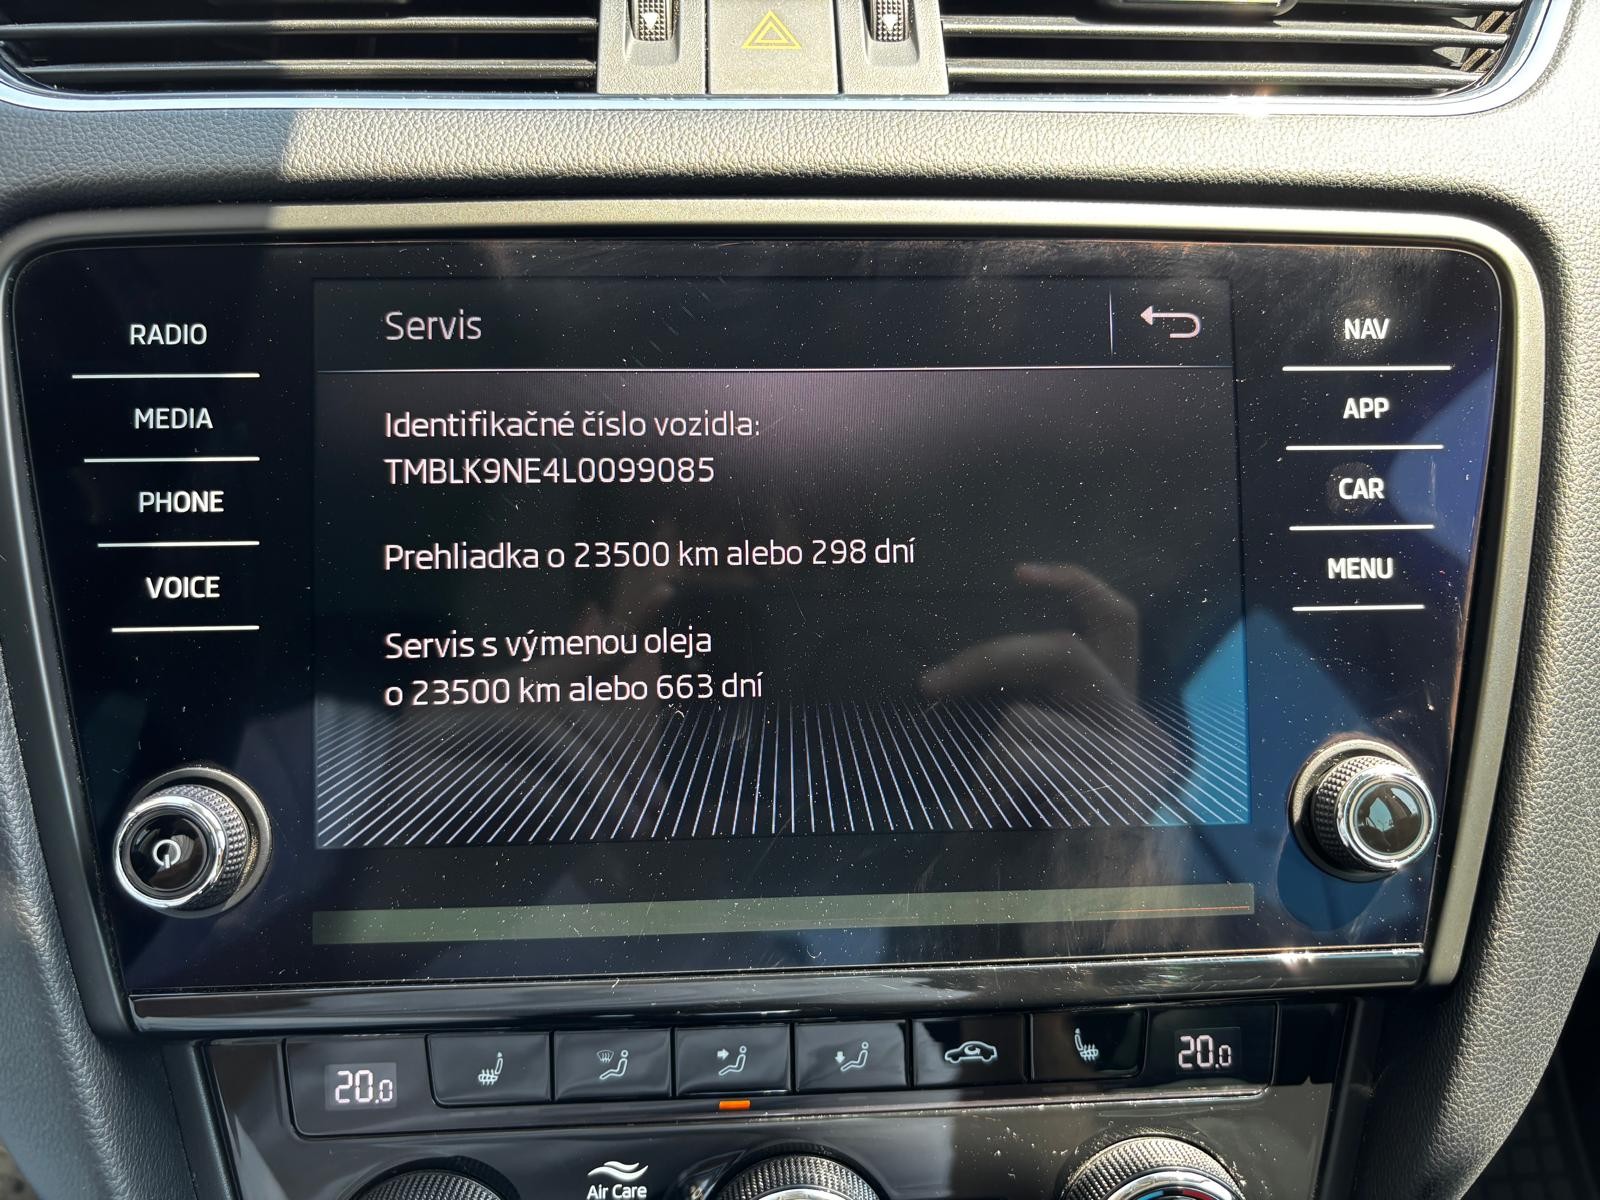 Servis
RADIO
MEDIA
PHONE
VOICE
Identifikačné číslo vozidla:
TMBLK9NE4L0099085
Prehliadka o 23500 km alebo 298 dní
Servis s výmenou oleja
o 23500 km alebo 663 dní
NAV
APP
CAR
MENU
20.0
20.0
Air Care